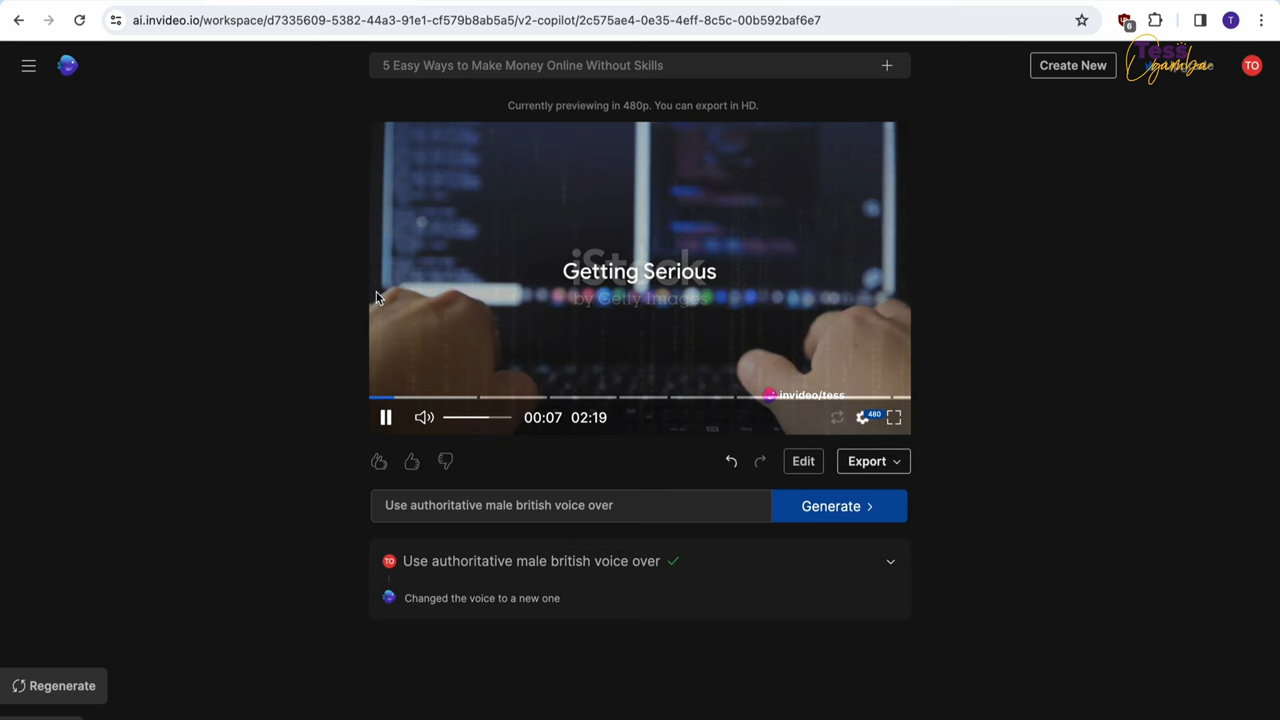 ai.invideo.io/workspace/d7335609-5382-44a3-91e1-cf579b8ab5a5/v2-copilot/2c575ae4-0e35-4eff-8c5c-00b592baf6e7
6
T
5 Easy Ways to Make Money Online Without Skills
Create New
Tess
Ogamba
TO
Currently previewing in 480p. You can export in HD.
iStock
Getting Serious
by Getty Images
invideo/tess
00:07 02:19
480
Edit
Export
Use authoritative male british voice over
Generate
TO Use authoritative male british voice over
Changed the voice to a new one
Regenerate